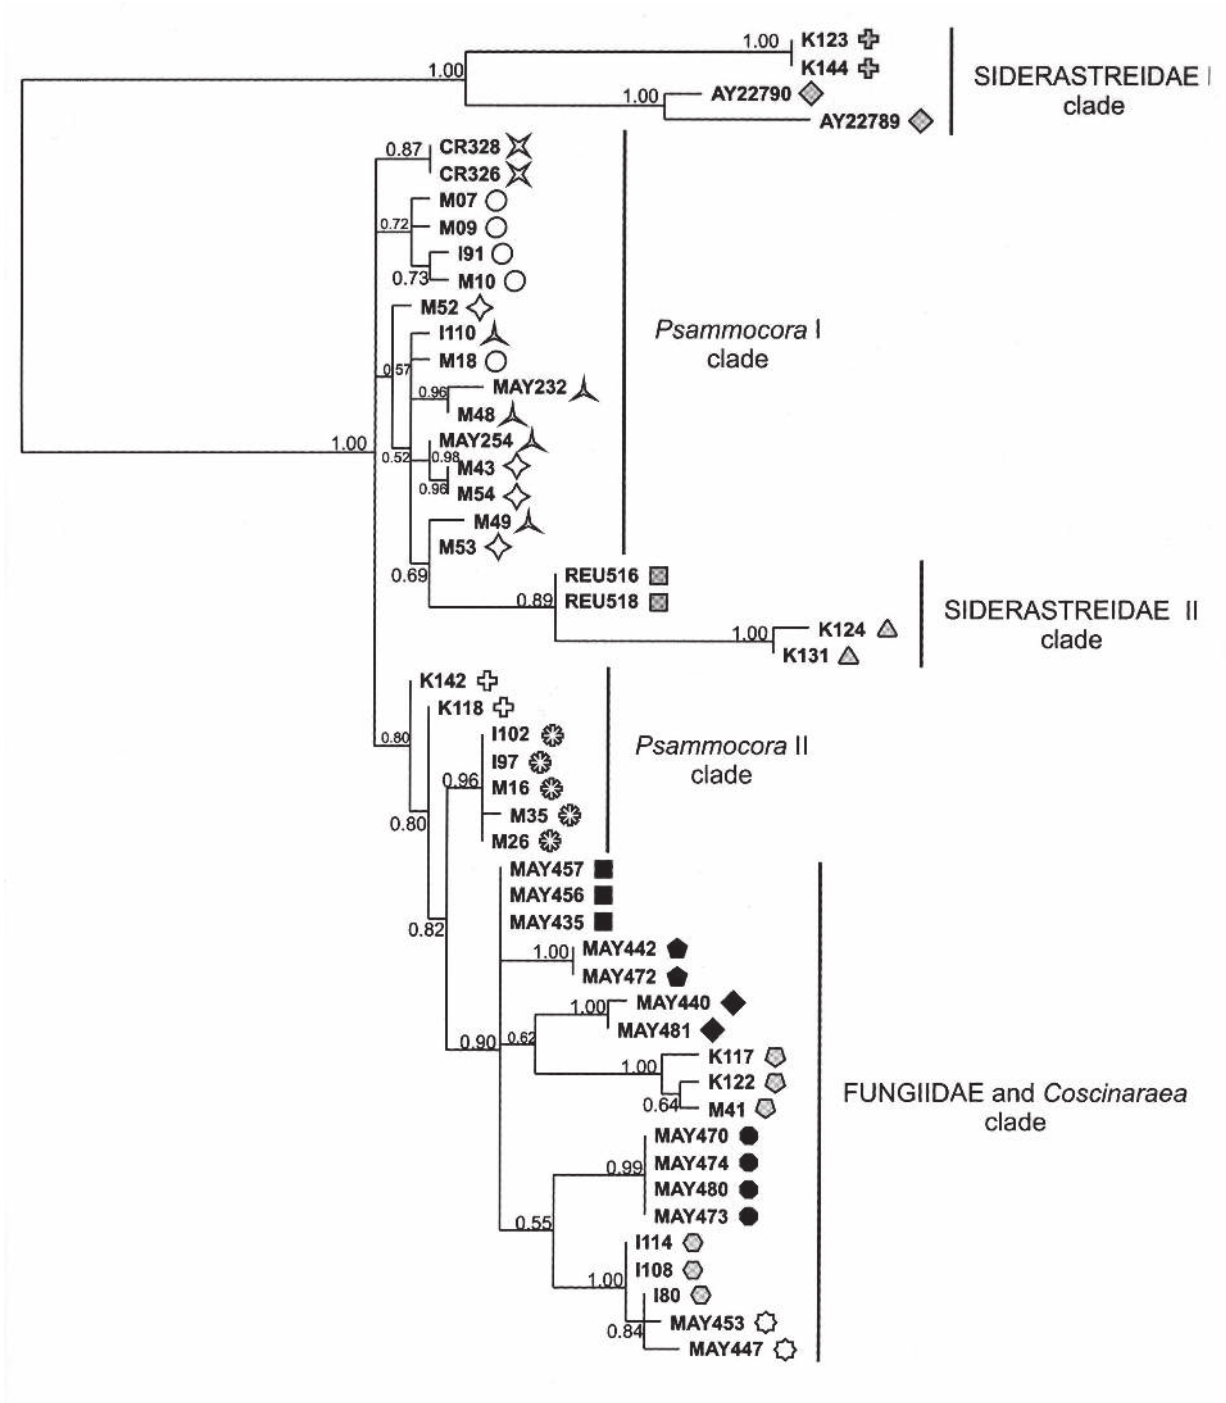 1.00
K123
K144
SIDERASTREIDAE I
clade
1.00
1.00
AY22790
AY22789
0.87
CR328
CR326
M07
0.72
M09
I91
0.73
M10
M52
I110
Psammocora I
clade
M18
0.57
0.96
MAY232
M48
1.00
MAY254
0.52
0.98
M43
0.96
M54
M49
M53
0.69
REU516
0.89
REU518
SIDERASTREIDAE II
clade
1.00
K124
K131
K142
K118
0.80
I102
Psammocora II
clade
I97
0.96
M16
0.80
M35
M26
MAY457
MAY456
MAY435
0.82
1.00
MAY442
MAY472
1.00
MAY440
MAY481
0.90
0.62
K117
1.00
K122
0.64
M41
FUNGIIDAE and Coscinaraea
clade
MAY470
0.99
MAY474
MAY480
MAY473
0.55
I114
I108
1.00
I80
MAY453
0.84
MAY447